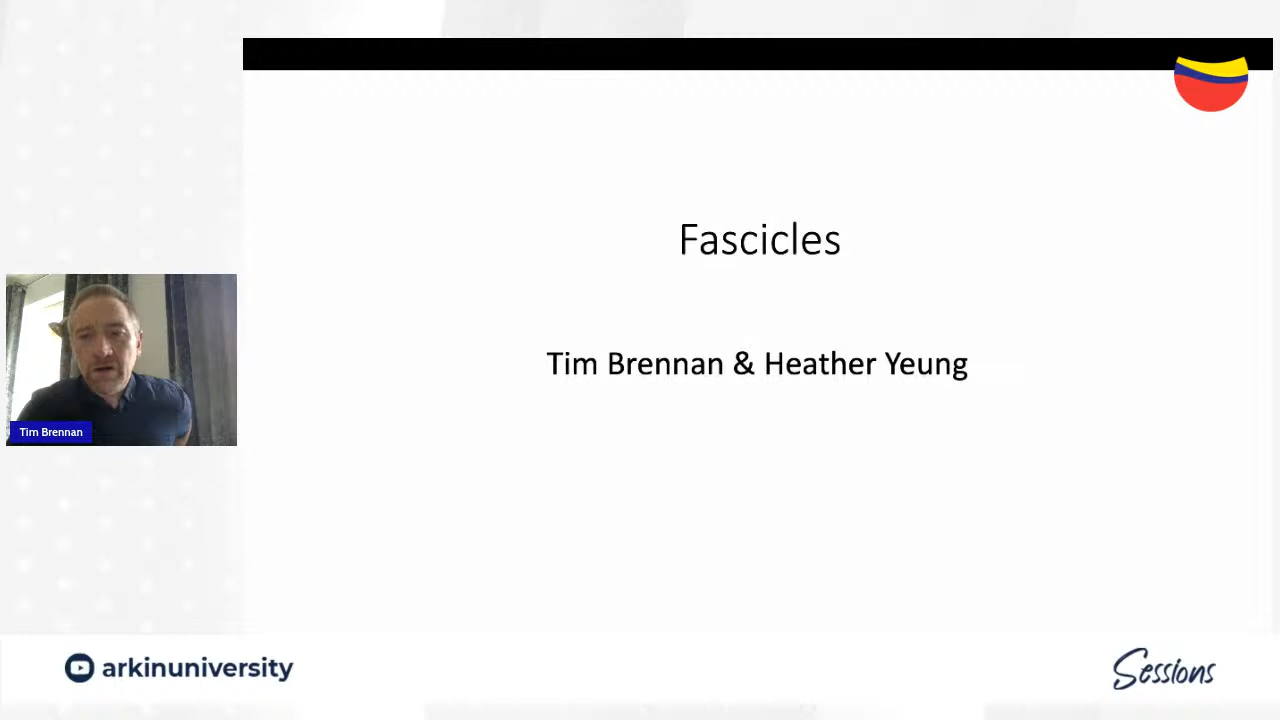 Fascicles
Tim Brennan & Heather Yeung
Tim Brennan
arkinuniversity
Sessions